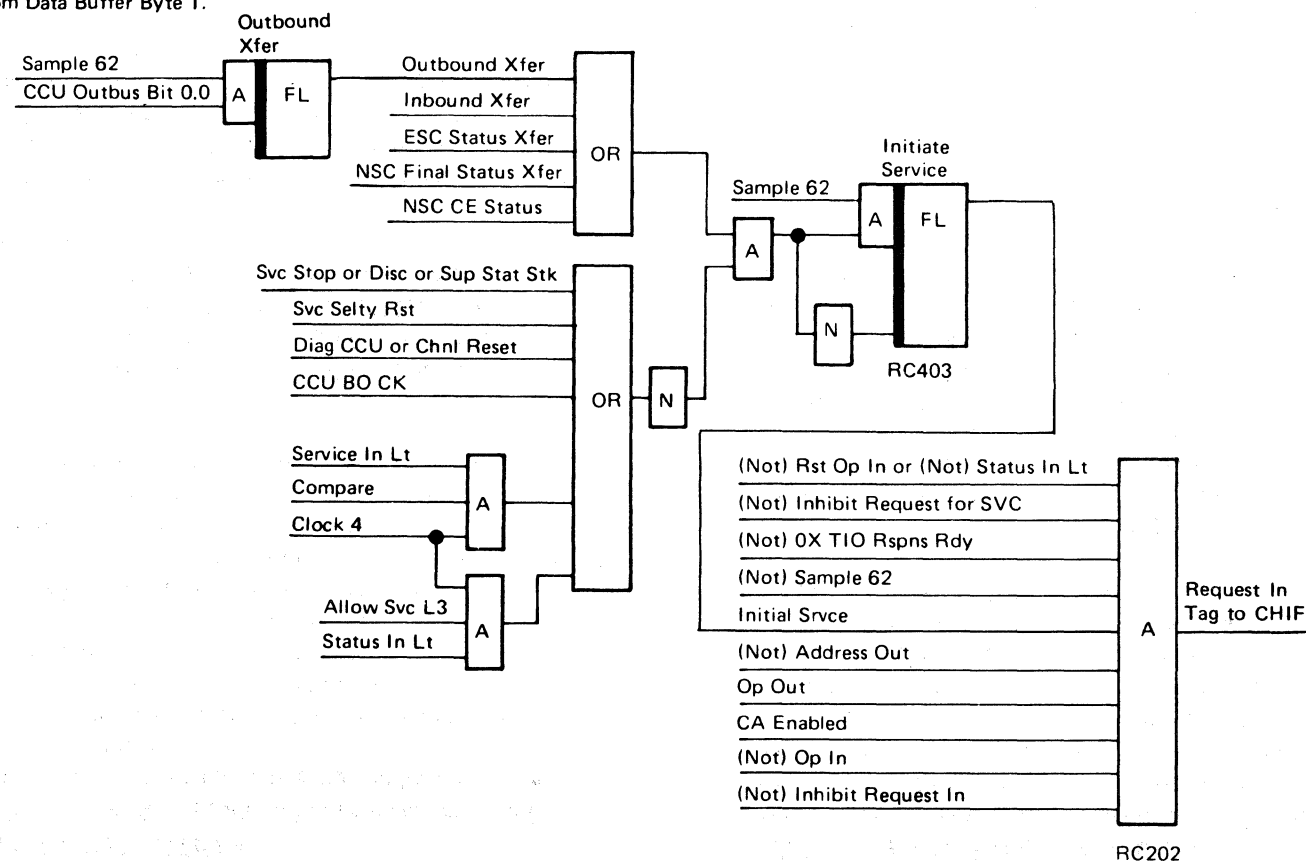 om Data Buffer Byte 1.
Outbound
Xfer
Sample 62
CCU Outbus Bit 0.0
A
FL
Outbound Xfer
Inbound Xfer
ESC Status Xfer
NSC Final Status Xfer
NSC CE Status
OR
Initiate
Service
Sample 62
A
FL
A
N
RC403
Svc Stop or Disc or Sup Stat Stk
Svc Selty Rst
Diag CCU or Chnl Reset
CCU BO CK
OR
N
Service In Lt
Compare
Clock 4
A
Allow Svc L3
Status In Lt
A
(Not) Rst Op In or (Not) Status In Lt
(Not) Inhibit Request for SVC
(Not) 0X TIO Rspns Rdy
(Not) Sample 62
Initial Srvce
(Not) Address Out
Op Out
CA Enabled
(Not) Op In
(Not) Inhibit Request In
A
Request In
Tag to CHIF
RC202